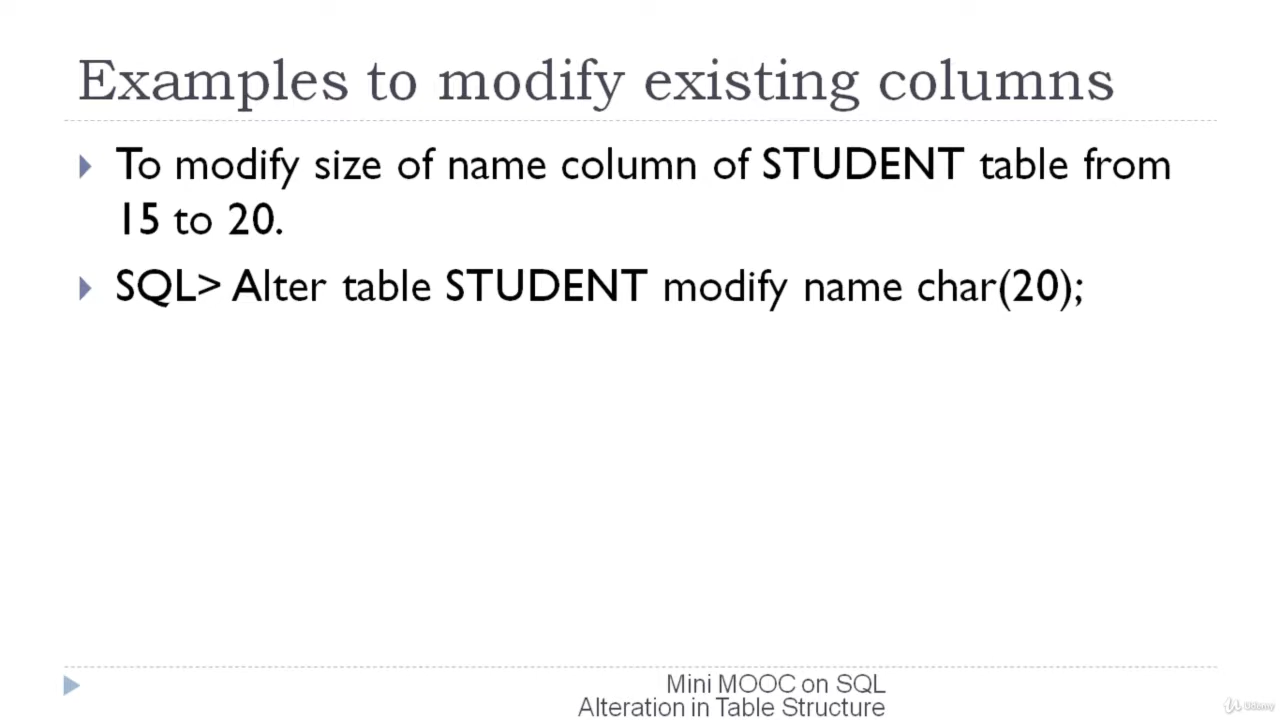 Examples to modify existing columns
To modify size of name column of STUDENT table from
15 to 20.
SQL> Alter table STUDENT modify name char(20);
Mini MOOC on SQL
Alteration in Table Structure
Udemy